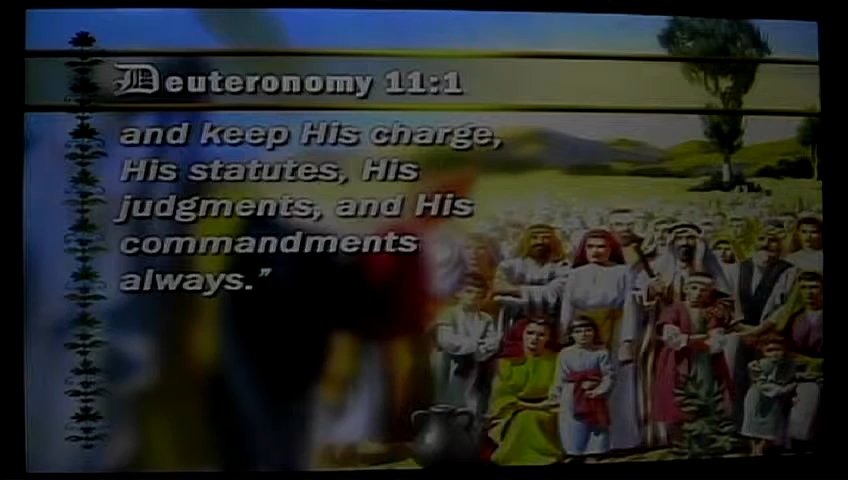 Deuteronomy 11:1
and keep His charge,
His statutes, His
judgments, and His
commandments
always.”